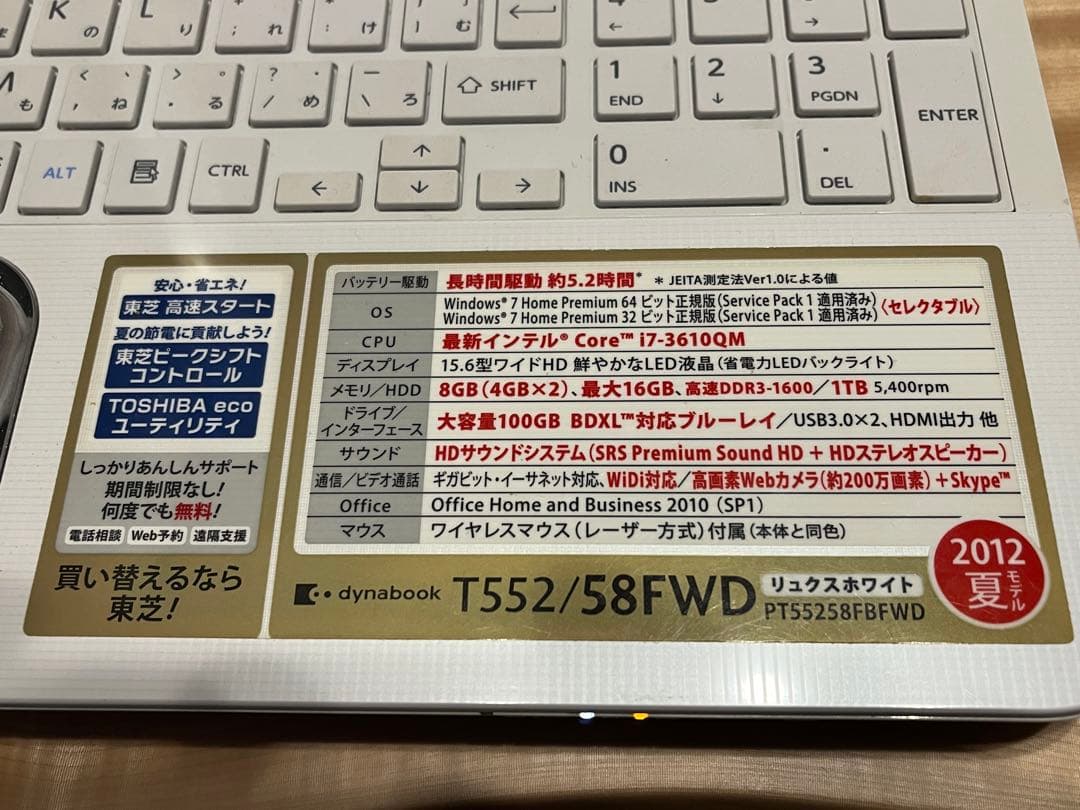 K の
L り
; れ
: け
] む
←
4 ←
5
6 →
M も
< 、 , ね
> 。 . る
? ・ / め
_ \ ろ
⇧ SHIFT
1 END
2 ↓
3 PGDN
ENTER
ALT
CTRL
←
↑
↓
→
0 INS
. DEL
安心・省エネ!
東芝 高速スタート
夏の節電に貢献しよう!
東芝ピークシフト
コントロール
TOSHIBA eco
ユーティリティ
しっかりあんしんサポート
期間制限なし!
何度でも無料!
電話相談 Web予約 遠隔支援
買い替えるなら
東芝!
バッテリー駆動 長時間駆動 約5.2時間* * JEITA測定法Ver1.0による値
OS Windows® 7 Home Premium 64 ビット正規版(Service Pack 1 適用済み)
Windows® 7 Home Premium 32 ビット正規版(Service Pack 1 適用済み) 〈セレクタブル〉
CPU 最新インテル® Core™ i7-3610QM
ディスプレイ 15.6型ワイドHD 鮮やかなLED液晶(省電力LEDバックライト)
メモリ/HDD 8GB(4GB×2)、最大16GB、高速DDR3-1600/1TB 5,400rpm
ドライブ/
インターフェース 大容量100GB BDXL™対応ブルーレイ/USB3.0×2、HDMI出力 他
サウンド HDサウンドシステム(SRS Premium Sound HD + HDステレオスピーカー)
通信/ビデオ通話 ギガビット・イーサネット対応、WiDi対応/高画素Webカメラ(約200万画素)+Skype™
Office Office Home and Business 2010(SP1)
マウス ワイヤレスマウス(レーザー方式)付属(本体と同色)
dynabook T552/58FWD リュクスホワイト
PT55258FBFWD
2012
夏モデル